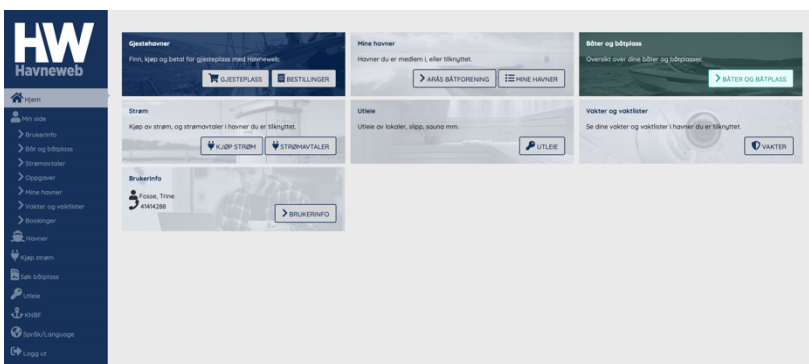 HW
Havneweb
Hjem
Min side
Brukerinfo
Båt og båtplass
Strømavtaler
Oppgaver
Mine havner
Vakter og vaktlister
Bookinger
Havner
Kjøp strøm
Søk båtplass
Utleie
KNBF
Språk/Language
Logg ut
Gjestehavner
Finn, kjøp og betal for gjesteplass med Havneweb.
GJESTEPLASS
BESTILLINGER
Mine havner
Havner du er medlem i, eller tilknyttet.
ARÅS BÅTFORENING
MINE HAVNER
Båter og båtplass
Oversikt over dine båter og båtplasser.
BÅTER OG BÅTPLASS
Strøm
Kjøp av strøm, og strømavtaler i havner du er tilknyttet.
KJØP STRØM
STRØMAVTALER
Utleie
Utleie av lokaler, slipp, sauna mm.
UTLEIE
Vakter og vaktlister
Se dine vakter og vaktlister i havner du er tilknyttet.
VAKTER
Brukerinfo
Fosse, Trine
41414288
BRUKERINFO